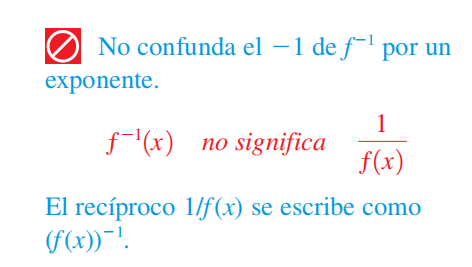 No confunda el −1 de f⁻¹ por un
exponente.
f⁻¹(x) no significa 1/f(x)
El recíproco 1/f(x) se escribe como
(f(x))⁻¹.